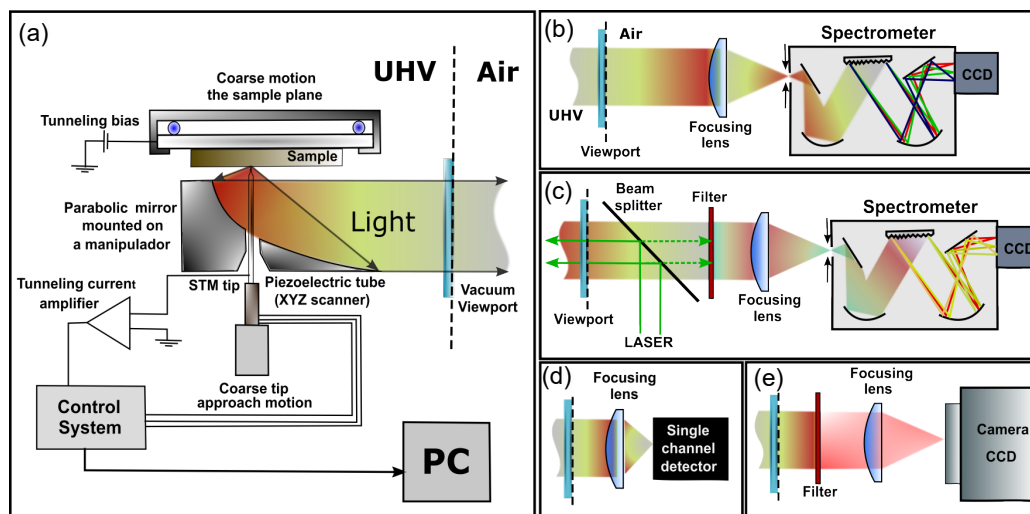 (a)
UHV
Air
Coarse motion
the sample plane
Tunneling bias
Sample
Parabolic mirror
mounted on
a manipulador
Light
STM tip
Piezoelectric tube
(XYZ scanner)
Vacuum
Viewport
Tunneling current
amplifier
Coarse tip
approach motion
Control
System
PC
(b)
Air
Spectrometer
CCD
UHV
Focusing
lens
Viewport
(c)
Beam
splitter
Filter
Spectrometer
CCD
Viewport
Focusing
lens
LASER
(d)
Focusing
lens
Single
channel
detector
(e)
Focusing
lens
Camera
CCD
Filter